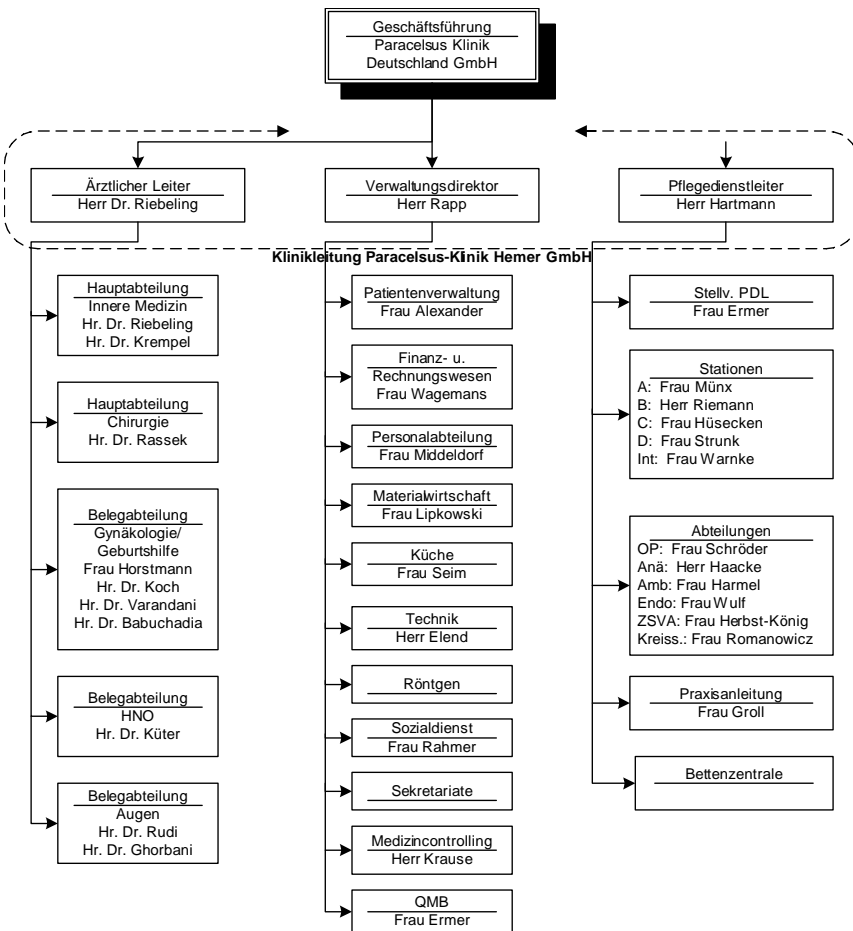 Geschäftsführung
Paracelsus Klinik
Deutschland GmbH
Ärztlicher Leiter
Herr Dr. Riebeling
Verwaltungsdirektor
Herr Rapp
Pflegedienstleiter
Herr Hartmann
Klinikleitung Paracelsus-Klinik Hemer GmbH
Hauptabteilung
Innere Medizin
Hr. Dr. Riebeling
Hr. Dr. Krempel
Hauptabteilung
Chirurgie
Hr. Dr. Rassek
Belegabteilung
Gynäkologie/
Geburtshilfe
Frau Horstmann
Hr. Dr. Koch
Hr. Dr. Varandani
Hr. Dr. Babuchadia
Belegabteilung
HNO
Hr. Dr. Küter
Belegabteilung
Augen
Hr. Dr. Rudi
Hr. Dr. Ghorbani
Patientenverwaltung
Frau Alexander
Finanz- u.
Rechnungswesen
Frau Wagemans
Personalabteilung
Frau Middeldorf
Materialwirtschaft
Frau Lipkowski
Küche
Frau Seim
Technik
Herr Elend
Röntgen
Sozialdienst
Frau Rahmer
Sekretariate
Medizincontrolling
Herr Krause
QMB
Frau Ermer
Stellv. PDL
Frau Ermer
Stationen
A: Frau Münx
B: Herr Riemann
C: Frau Hüsecken
D: Frau Strunk
Int: Frau Warnke
Abteilungen
OP: Frau Schröder
Anä: Herr Haacke
Amb: Frau Harmel
Endo: Frau Wulf
ZSVA: Frau Herbst-König
Kreiss.: Frau Romanowicz
Praxisanleitung
Frau Groll
Bettenzentrale